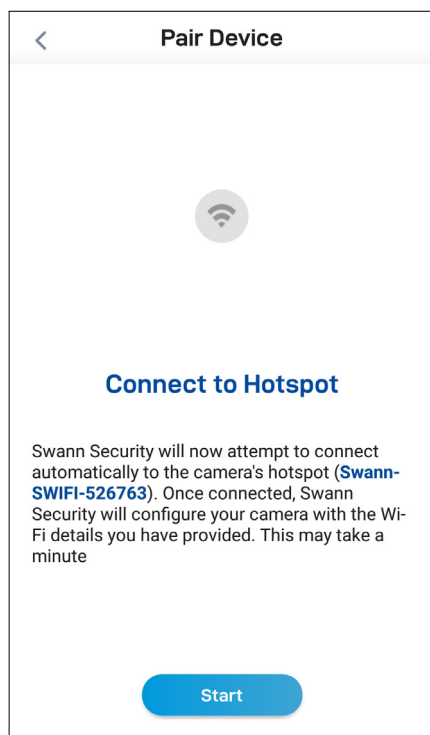 Pair Device
Connect to Hotspot
Swann Security will now attempt to connect
automatically to the camera's hotspot (Swann-
SWIFI-526763). Once connected, Swann
Security will configure your camera with the Wi-
Fi details you have provided. This may take a
minute
Start